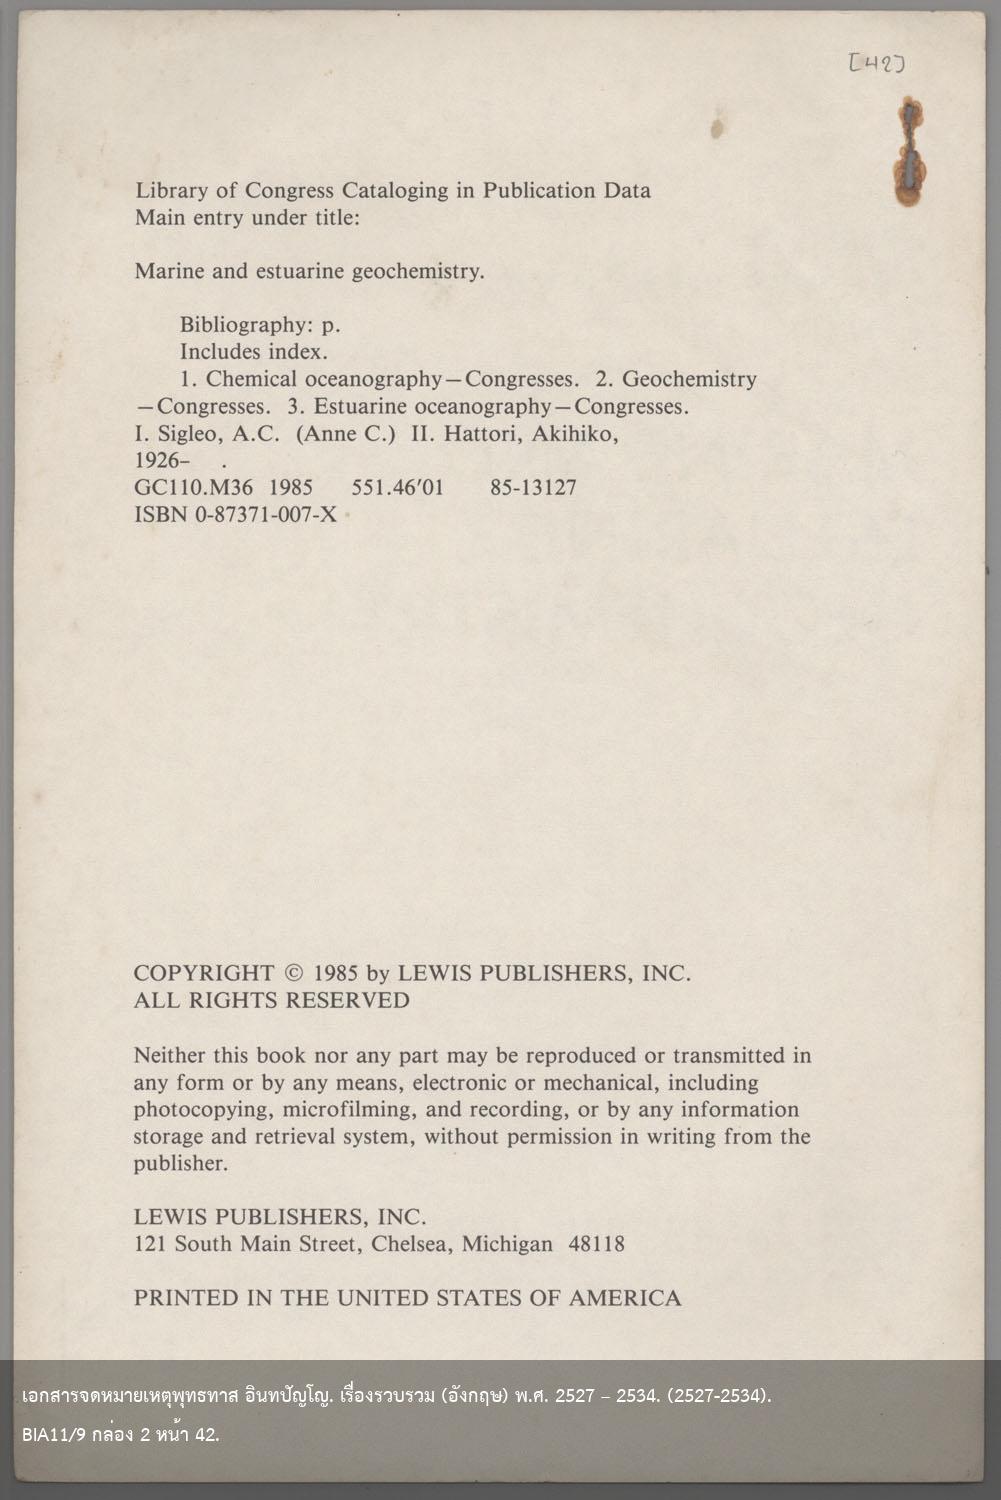 [42]
Library of Congress Cataloging in Publication Data
Main entry under title:
Marine and estuarine geochemistry.
Bibliography: p.
Includes index.
1. Chemical oceanography—Congresses. 2. Geochemistry
—Congresses. 3. Estuarine oceanography—Congresses.
I. Sigleo, A.C. (Anne C.) II. Hattori, Akihiko,
1926– .
GC110.M36 1985 551.46′01 85-13127
ISBN 0-87371-007-X
COPYRIGHT © 1985 by LEWIS PUBLISHERS, INC.
ALL RIGHTS RESERVED
Neither this book nor any part may be reproduced or transmitted in
any form or by any means, electronic or mechanical, including
photocopying, microfilming, and recording, or by any information
storage and retrieval system, without permission in writing from the
publisher.
LEWIS PUBLISHERS, INC.
121 South Main Street, Chelsea, Michigan 48118
PRINTED IN THE UNITED STATES OF AMERICA
เอกสารจดหมายเหตุพุทธทาส อินทปัญโญ. เรื่องรวบรวม (อังกฤษ) พ.ศ. 2527 – 2534. (2527-2534).
BIA11/9 กล่อง 2 หน้า 42.